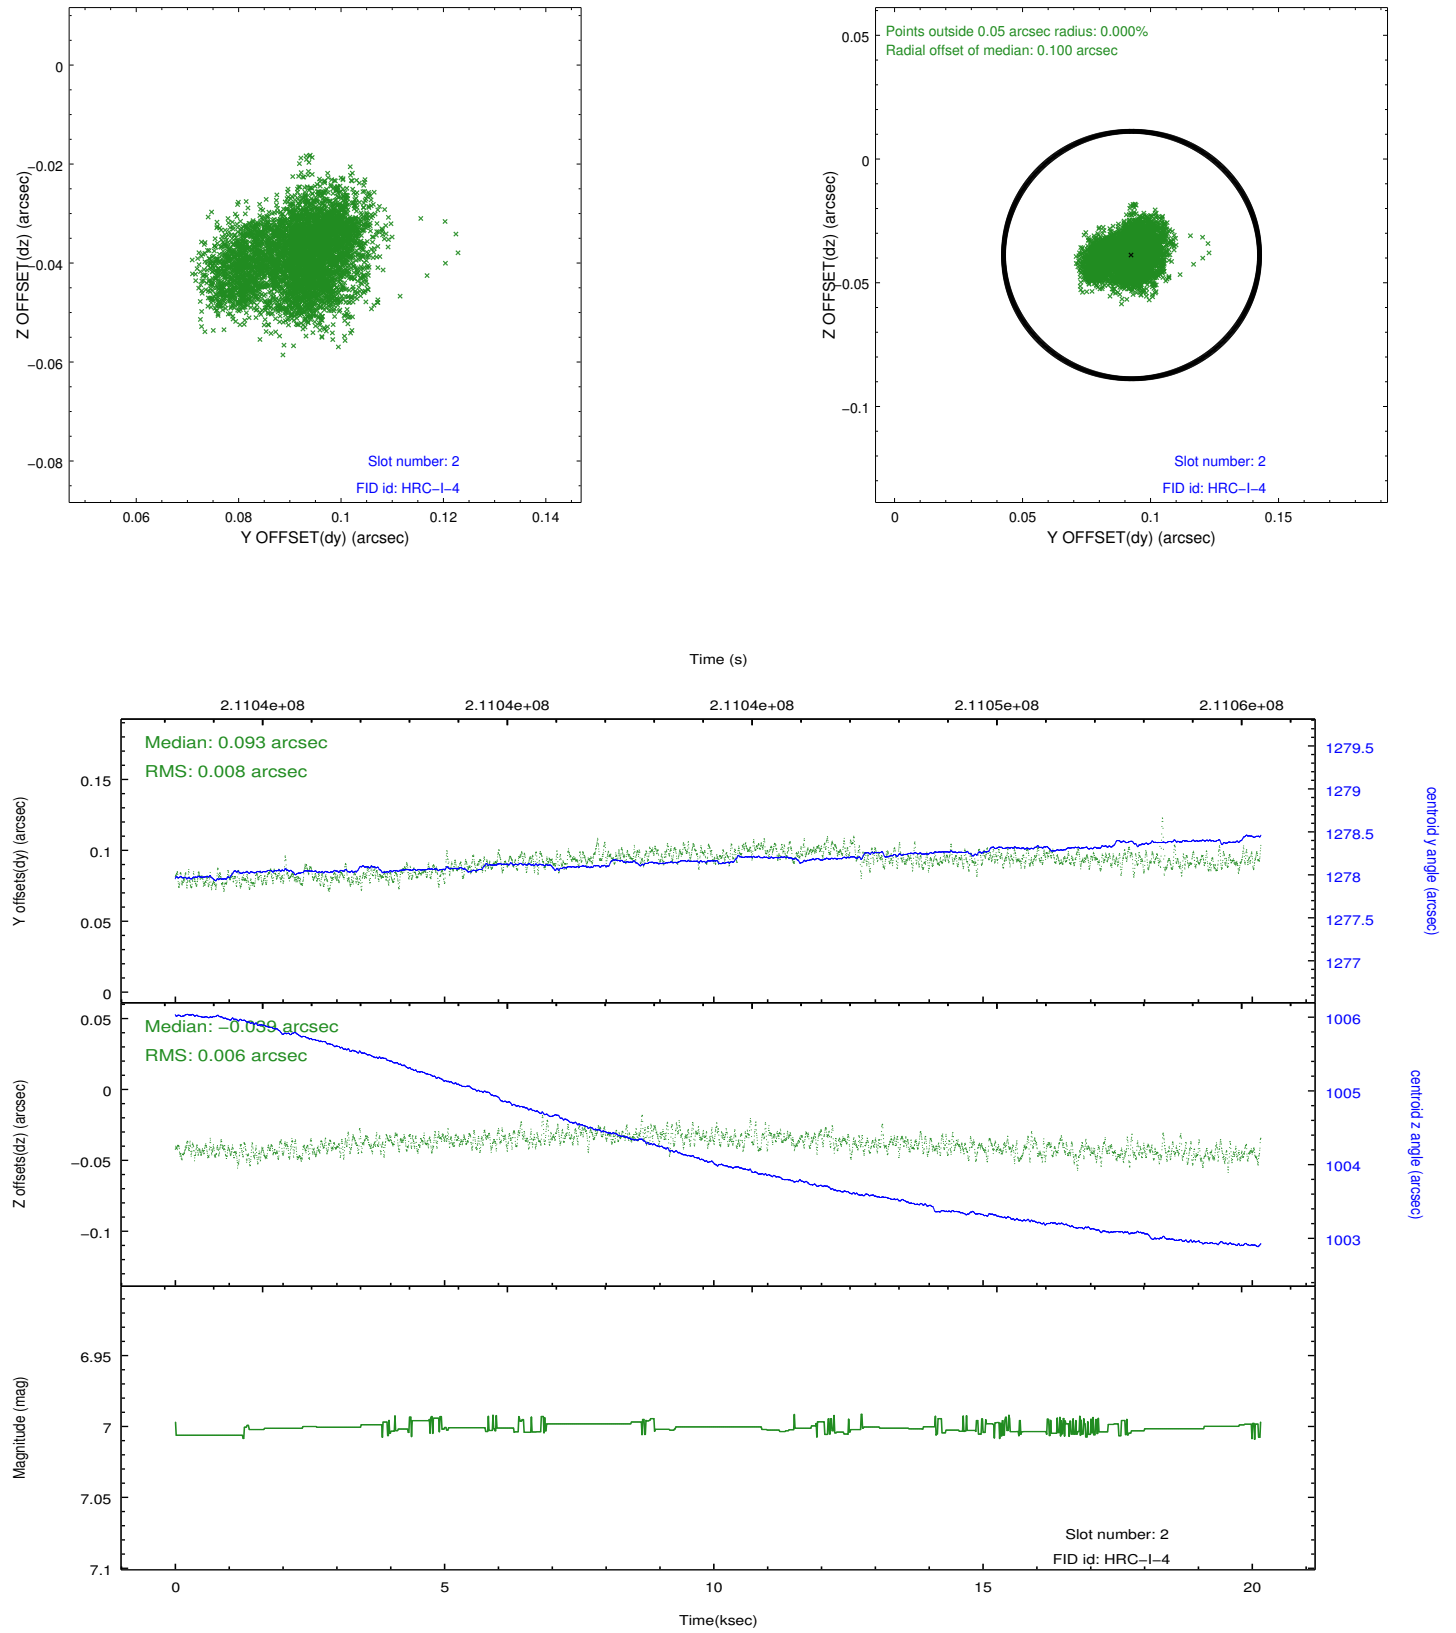 0
−0.02
−0.04
−0.06
−0.08
Z OFFSET(dz) (arcsec)
Slot number: 2
FID id: HRC−I−4
0.06
0.08
0.1
0.12
0.14
Y OFFSET(dy) (arcsec)
Points outside 0.05 arcsec radius: 0.000%
Radial offset of median: 0.100 arcsec
0.05
0
−0.05
−0.1
Z OFFSET(dz) (arcsec)
Slot number: 2
FID id: HRC−I−4
0
0.05
0.1
0.15
Y OFFSET(dy) (arcsec)
Time (s)
2.1104e+08
2.1104e+08
2.1104e+08
2.1105e+08
2.1106e+08
Median: 0.093 arcsec
RMS: 0.008 arcsec
0.15
0.1
0.05
0
Y offsets(dy) (arcsec)
1279.5
1279
1278.5
1278
1277.5
1277
centroid y angle (arcsec)
Median: −0.039 arcsec
RMS: 0.006 arcsec
0.05
0
−0.05
−0.1
Z offsets(dz) (arcsec)
1006
1005
1004
1003
centroid z angle (arcsec)
6.95
7
7.05
7.1
Magnitude (mag)
Slot number: 2
FID id: HRC−I−4
0
5
10
15
20
Time(ksec)